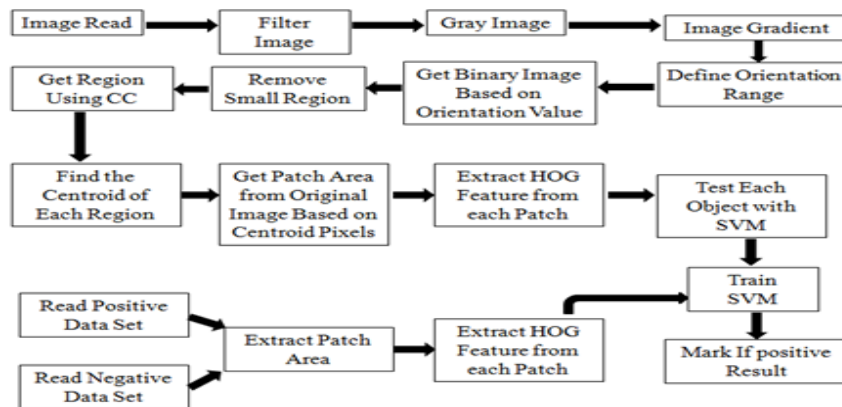 Image Read
Filter
Image
Gray Image
Image Gradient
Define Orientation
Range
Get Binary Image
Based on
Orientation Value
Remove
Small Region
Get Region
Using CC
Find the
Centroid of
Each Region
Get Patch Area
from Original
Image Based on
Centroid Pixels
Extract HOG
Feature from
each Patch
Test Each
Object with
SVM
Train
SVM
Mark If positive
Result
Read Positive
Data Set
Read Negative
Data Set
Extract Patch
Area
Extract HOG
Feature from
each Patch